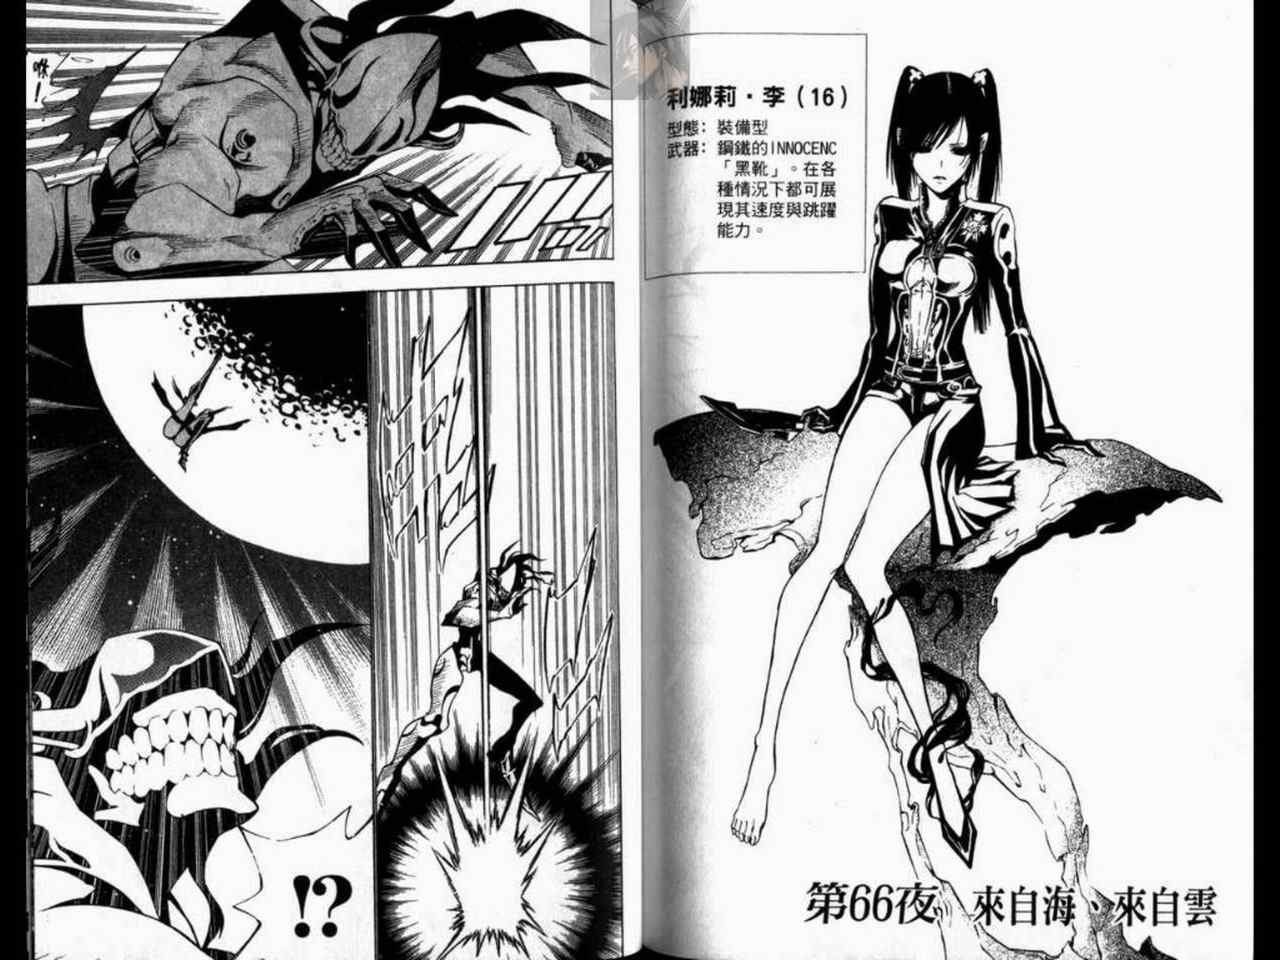 利娜莉・李(16)
型態：裝備型
武器：鋼鐵的INNOCENC
「黑靴」。在各
種情況下都可展
現其速度與跳躍
能力。
第66夜 來自海、來自雲
咻！
!?